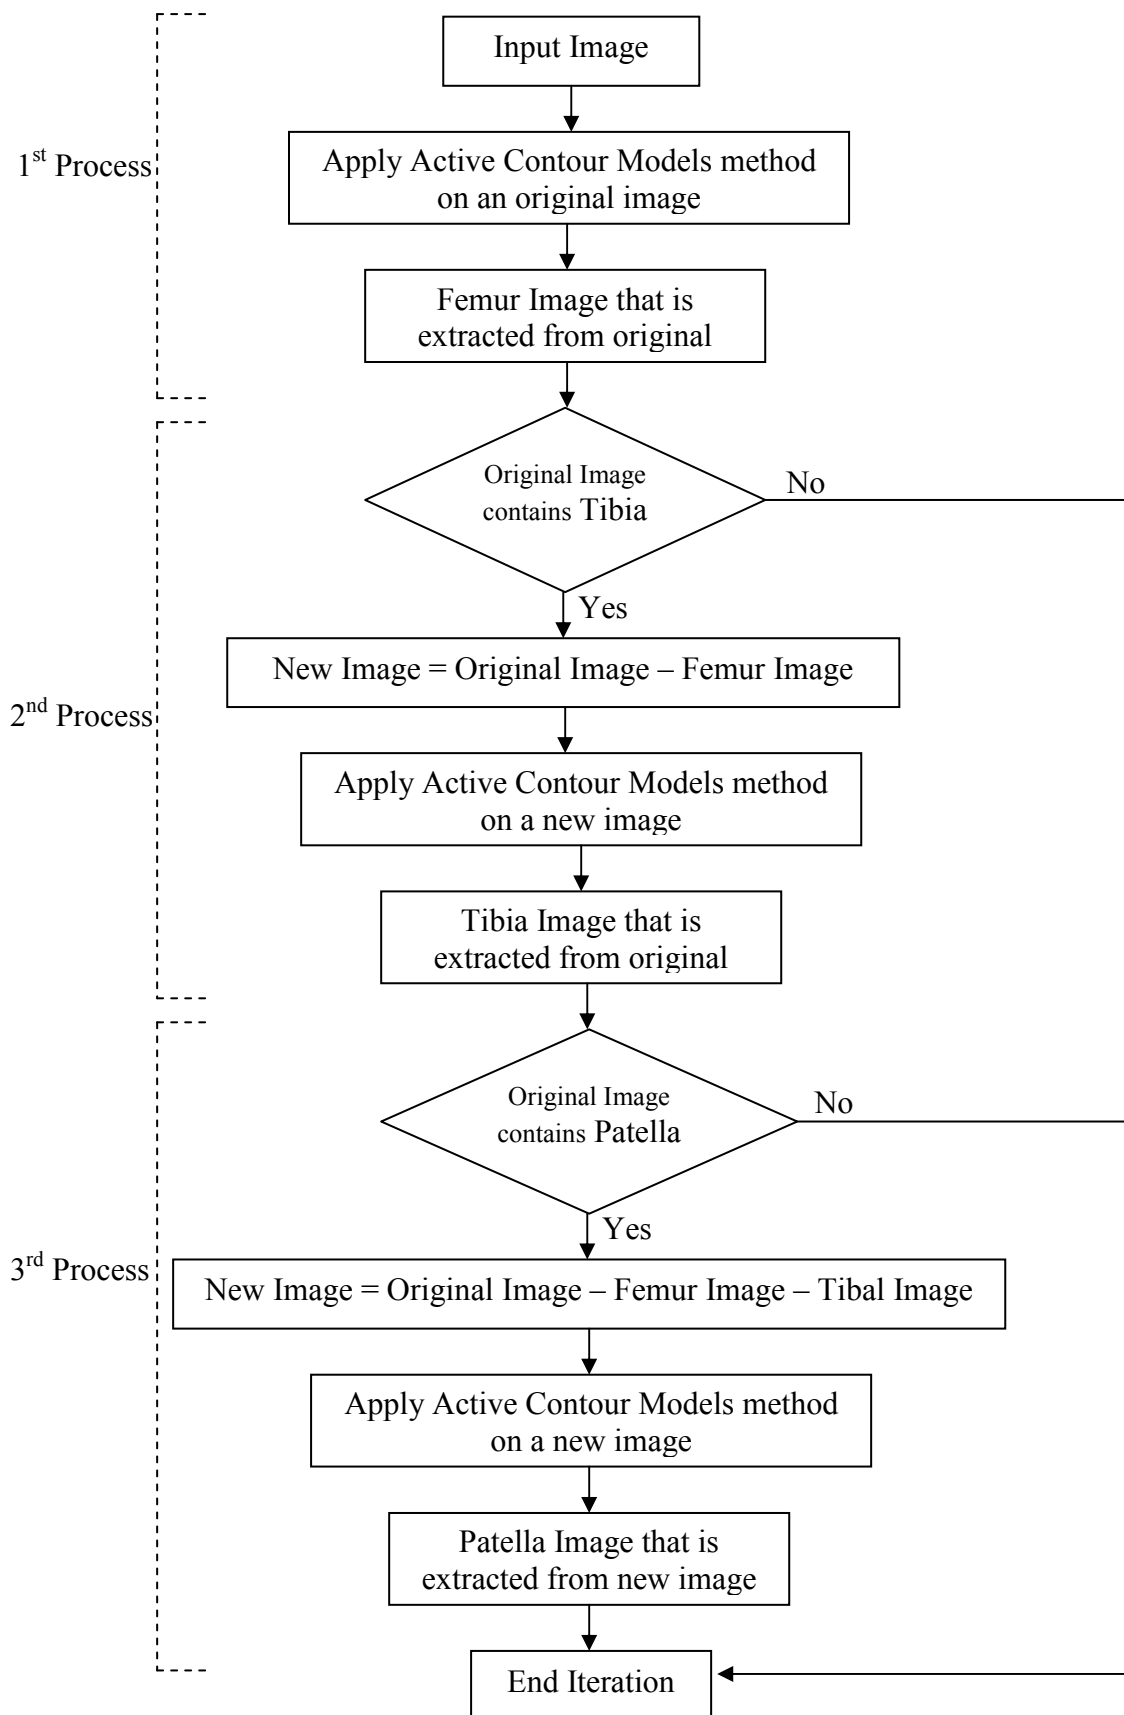 Input Image
1st Process
Apply Active Contour Models method
on an original image
Femur Image that is
extracted from original
Original Image
contains Tibia
No
Yes
New Image = Original Image – Femur Image
2nd Process
Apply Active Contour Models method
on a new image
Tibia Image that is
extracted from original
Original Image
contains Patella
No
Yes
3rd Process
New Image = Original Image – Femur Image – Tibal Image
Apply Active Contour Models method
on a new image
Patella Image that is
extracted from new image
End Iteration